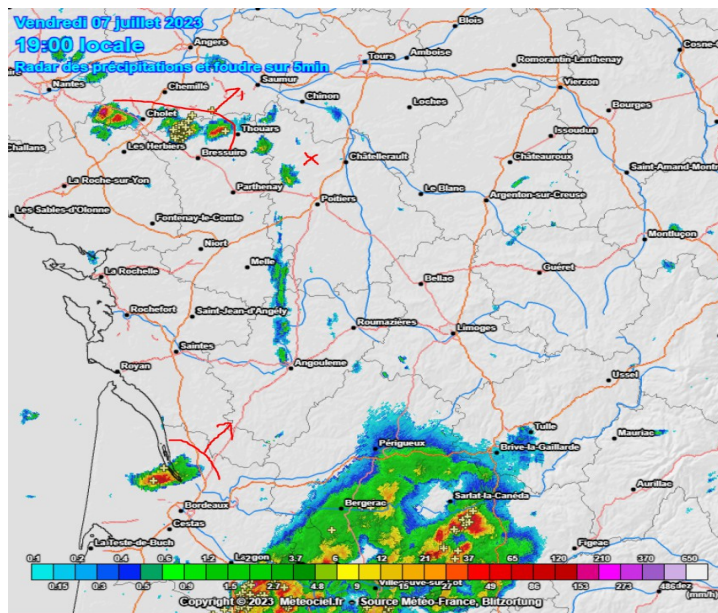 Vendredi 07 juillet 2023
19:00 locale
Radar des précipitations et foudre sur 5min
Blois
Cosne-C
Angers
Tours
Amboise
Romorantin-Lanthenay
Nantes
Chemillé
Saumur
Vierzon
Chinon
Loches
Bourges
Cholet
Thouars
Issoudun
Challans
Les Herbiers
Bressuire
Châtellerault
Châteauroux
Saint-Amand-Montr
La Roche-sur-Yon
Parthenay
Le Blanc
Argenton-sur-Creuse
Poitiers
Les Sables-d'Olonne
Fontenay-le-Comte
Montluçon
Niort
La Rochelle
Melle
Guéret
Bellac
Rochefort
Saint-Jean-d'Angély
Roumazières
Limoges
Saintes
Royan
Angouleme
Ussel
Tulle
Mauriac
Périgueux
Brive-la-Gaillarde
Aurillac
Bergerac
Sarlat-la-Canéda
Bordeaux
Cestas
La Teste-de-Buch
Figeac
0.1 0.2 0.4 0.6 1.2 2 3.7 7 12 20 37 65 120 210 370 650
0.15 0.3 0.5 0.9 1.5 2.7 4.8 9 15 27 49 86 153 273 486
(mm/h)
Copyright © 2023 Meteociel.fr - Source Météo-France, Blitzortung